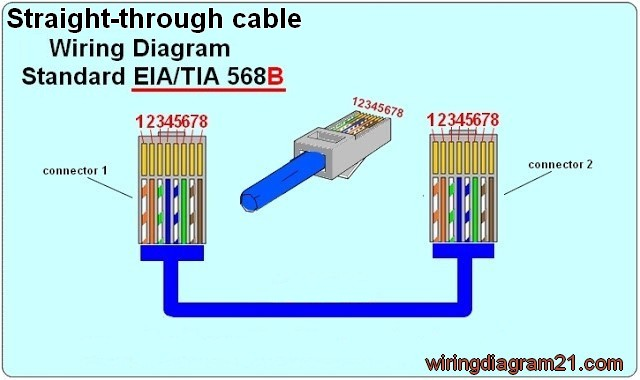 Straight-through cable
Wiring Diagram
Standard EIA/TIA 568B
12345678
12345678
12345678
connector 1
connector 2
wiringdiagram21.com